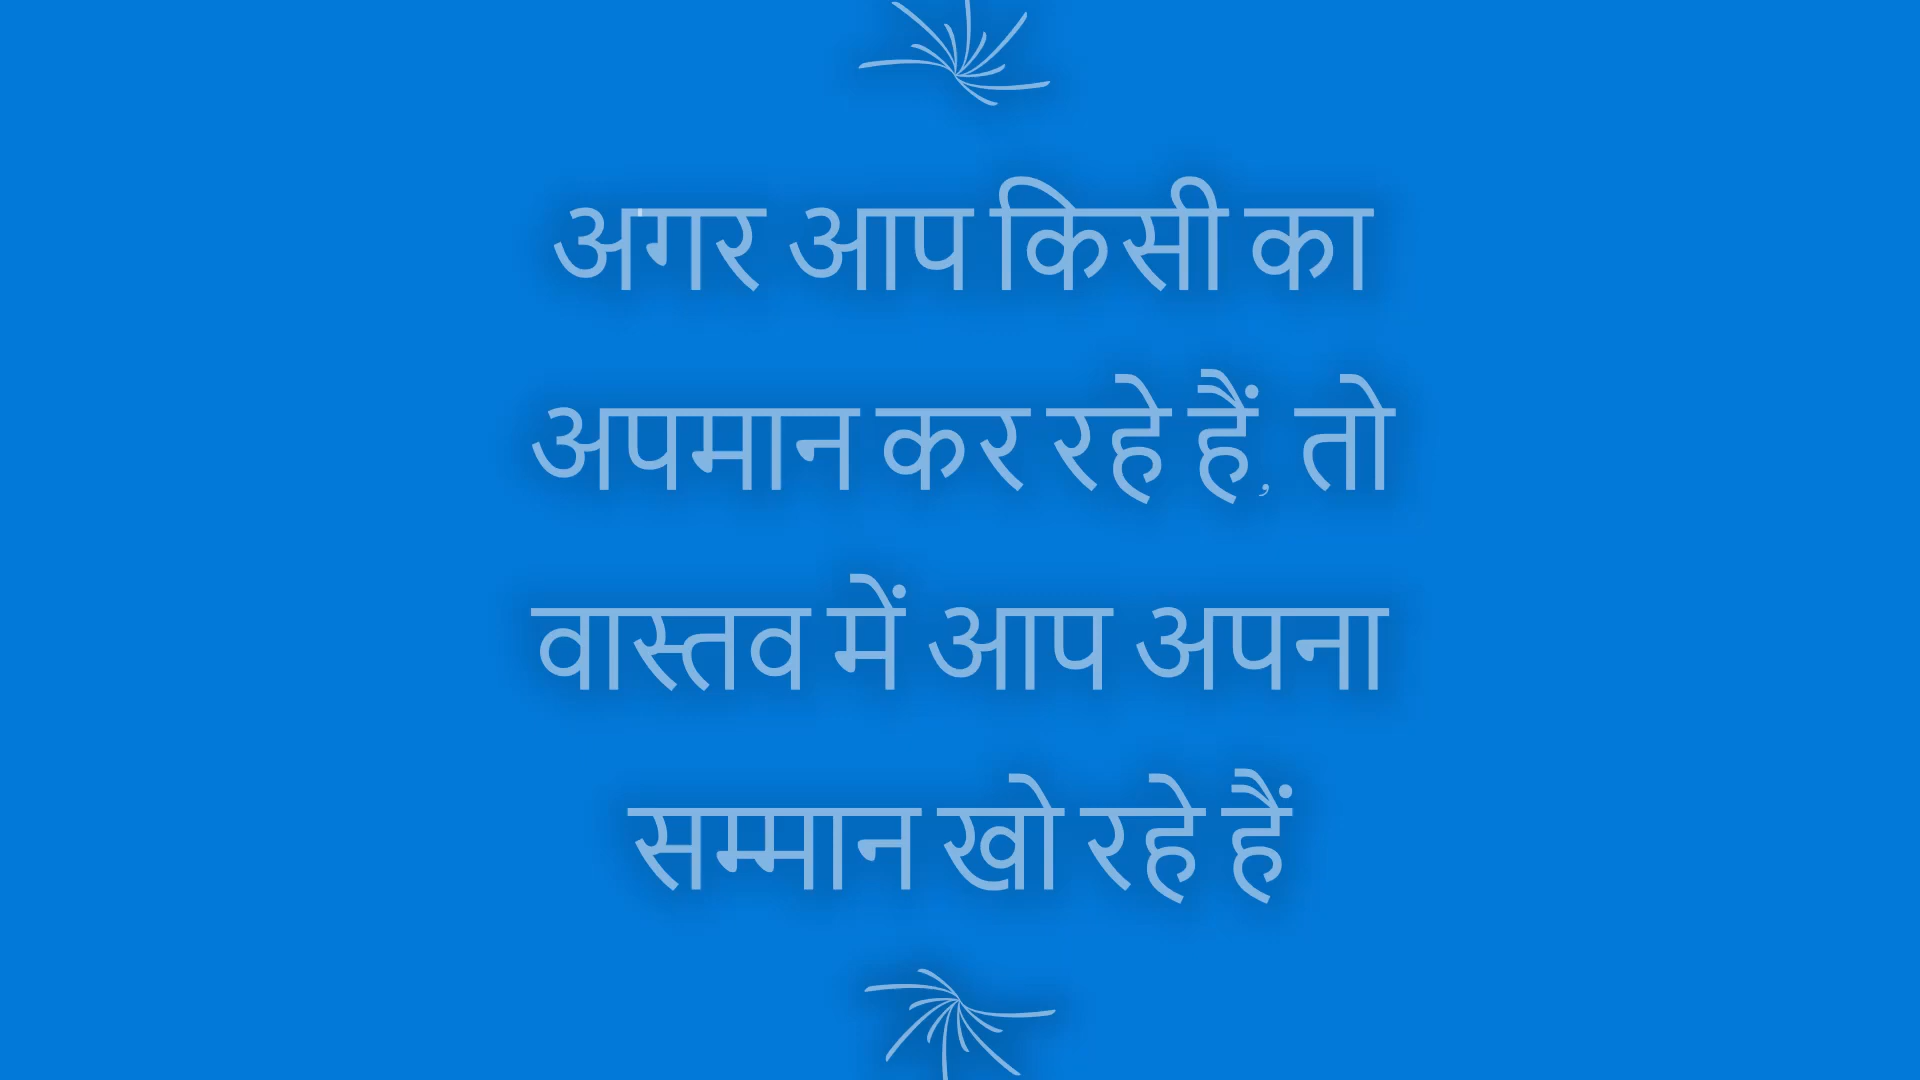 अगर आप किसी का
अपमान कर रहे हैं, तो
वास्तव में आप अपना
सम्मान खो रहे हैं